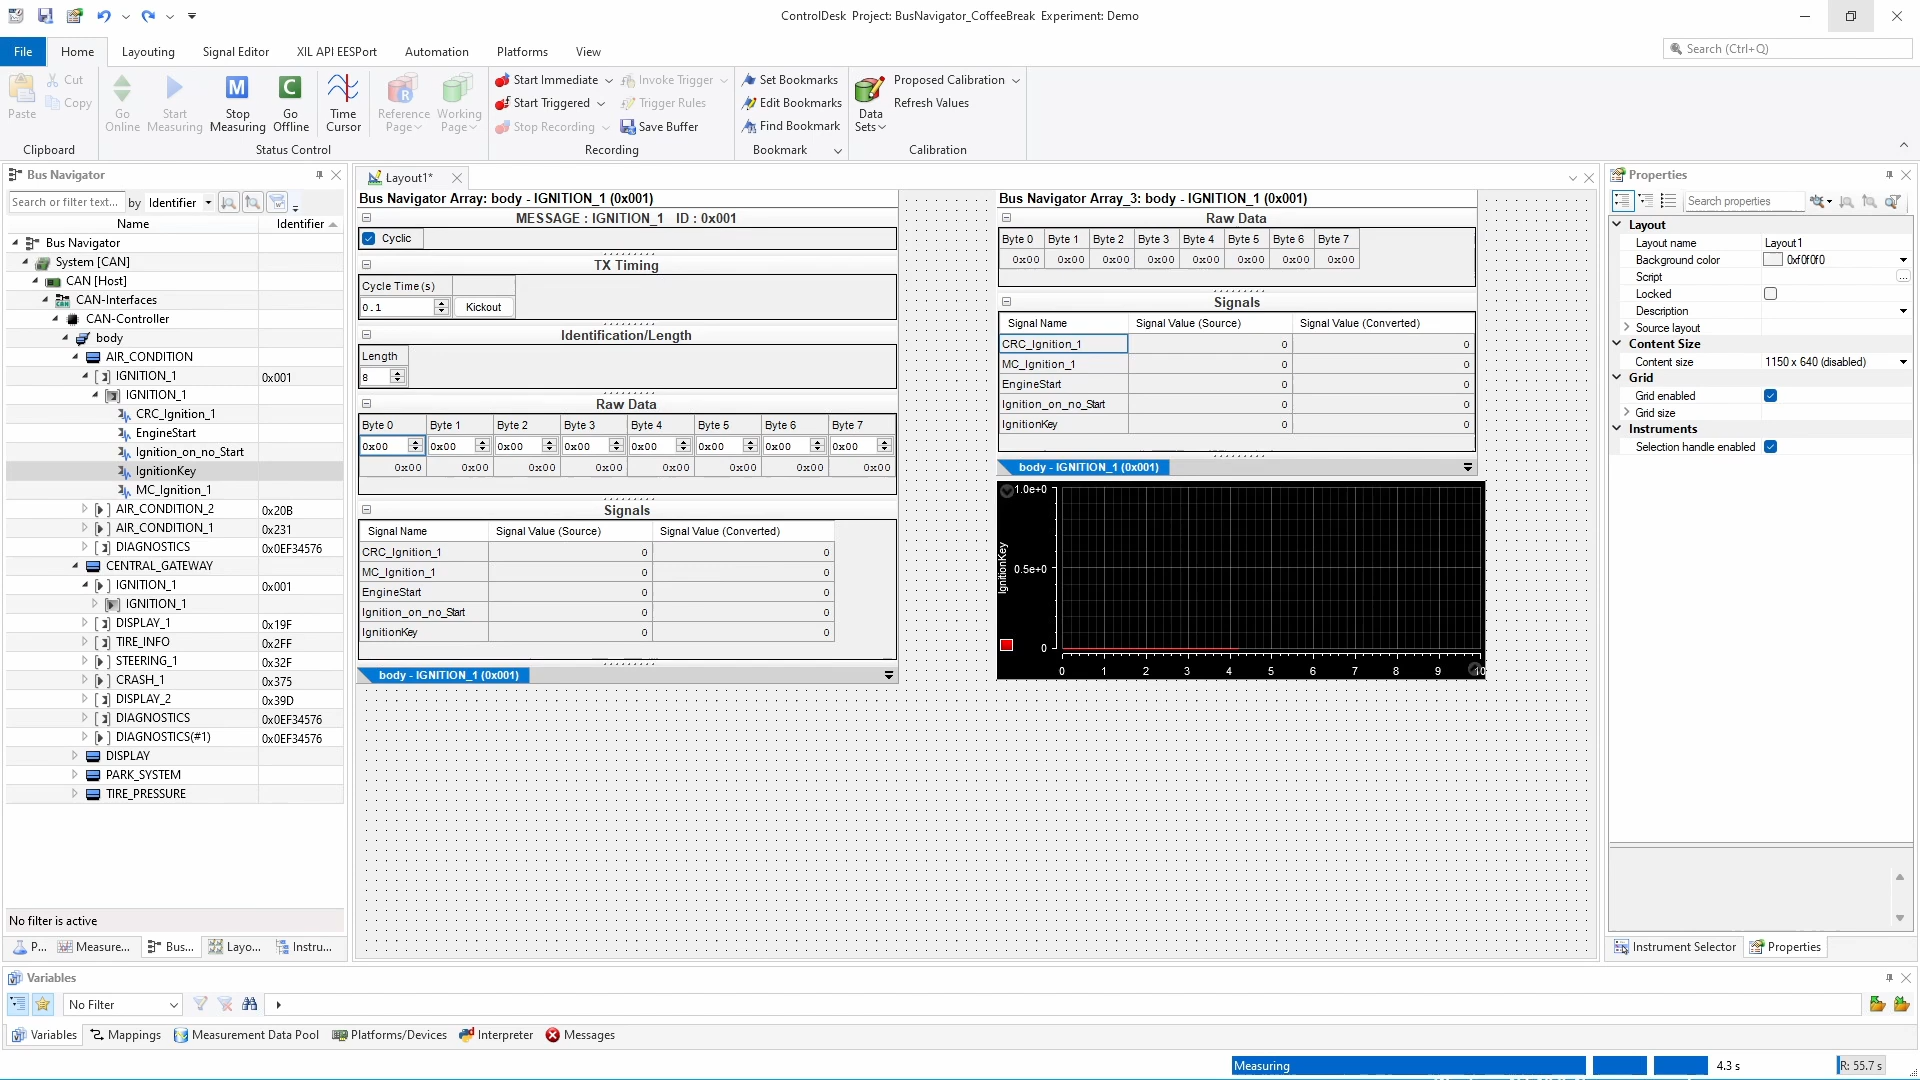 ControlDesk Project: BusNavigator_CoffeeBreak Experiment: Demo
File Home Layouting Signal Editor XIL API EESPort Automation Platforms View
Search (Ctrl+Q)
Paste
Cut
Copy
Clipboard
Go Online
Start Measuring
Stop Measuring
Go Offline
Time Cursor
Reference Page
Working Page
Status Control
Start Immediate
Start Triggered
Stop Recording
Invoke Trigger
Trigger Rules
Save Buffer
Recording
Set Bookmarks
Edit Bookmarks
Find Bookmark
Bookmark
Data Sets
Proposed Calibration
Refresh Values
Calibration
Bus Navigator
Search or filter text... by Identifier
Name Identifier
Bus Navigator
System [CAN]
CAN [Host]
CAN-Interfaces
CAN-Controller
body
AIR_CONDITION
IGNITION_1 0x001
IGNITION_1
CRC_Ignition_1
EngineStart
Ignition_on_no_Start
IgnitionKey
MC_Ignition_1
AIR_CONDITION_2 0x20B
AIR_CONDITION_1 0x231
DIAGNOSTICS 0x0EF34576
CENTRAL_GATEWAY
IGNITION_1 0x001
IGNITION_1
DISPLAY_1 0x19F
TIRE_INFO 0x2FF
STEERING_1 0x32F
CRASH_1 0x375
DISPLAY_2 0x39D
DIAGNOSTICS 0x0EF34576
DIAGNOSTICS(#1) 0x0EF34576
DISPLAY
PARK_SYSTEM
TIRE_PRESSURE
No filter is active
P... Measure... Bus... Layo... Instru...
Layout1*
Bus Navigator Array: body - IGNITION_1 (0x001)
MESSAGE : IGNITION_1 ID : 0x001
Cyclic
TX Timing
Cycle Time (s)
0.1 Kickout
Identification/Length
Length
8
Raw Data
Byte 0 Byte 1 Byte 2 Byte 3 Byte 4 Byte 5 Byte 6 Byte 7
0x00 0x00 0x00 0x00 0x00 0x00 0x00 0x00
0x00 0x00 0x00 0x00 0x00 0x00 0x00 0x00
Signals
Signal Name Signal Value (Source) Signal Value (Converted)
CRC_Ignition_1 0 0
MC_Ignition_1 0 0
EngineStart 0 0
Ignition_on_no_Start 0 0
IgnitionKey 0 0
body - IGNITION_1 (0x001)
Bus Navigator Array_3: body - IGNITION_1 (0x001)
Raw Data
Byte 0 Byte 1 Byte 2 Byte 3 Byte 4 Byte 5 Byte 6 Byte 7
0x00 0x00 0x00 0x00 0x00 0x00 0x00 0x00
Signals
Signal Name Signal Value (Source) Signal Value (Converted)
CRC_Ignition_1 0 0
MC_Ignition_1 0 0
EngineStart 0 0
Ignition_on_no_Start 0 0
IgnitionKey 0 0
body - IGNITION_1 (0x001)
1.0e+0
IgnitionKey
0.5e+0
0
0 1 2 3 4 5 6 7 8 9 10
Properties
Search properties
Layout
Layout name Layout1
Background color 0xf0f0f0
Script
Locked
Description
Source layout
Content Size
Content size 1150 x 640 (disabled)
Grid
Grid enabled
Grid size
Instruments
Selection handle enabled
Instrument Selector Properties
Variables
No Filter
Variables Mappings Measurement Data Pool Platforms/Devices Interpreter Messages
Measuring 4.3 s R: 55.7 s